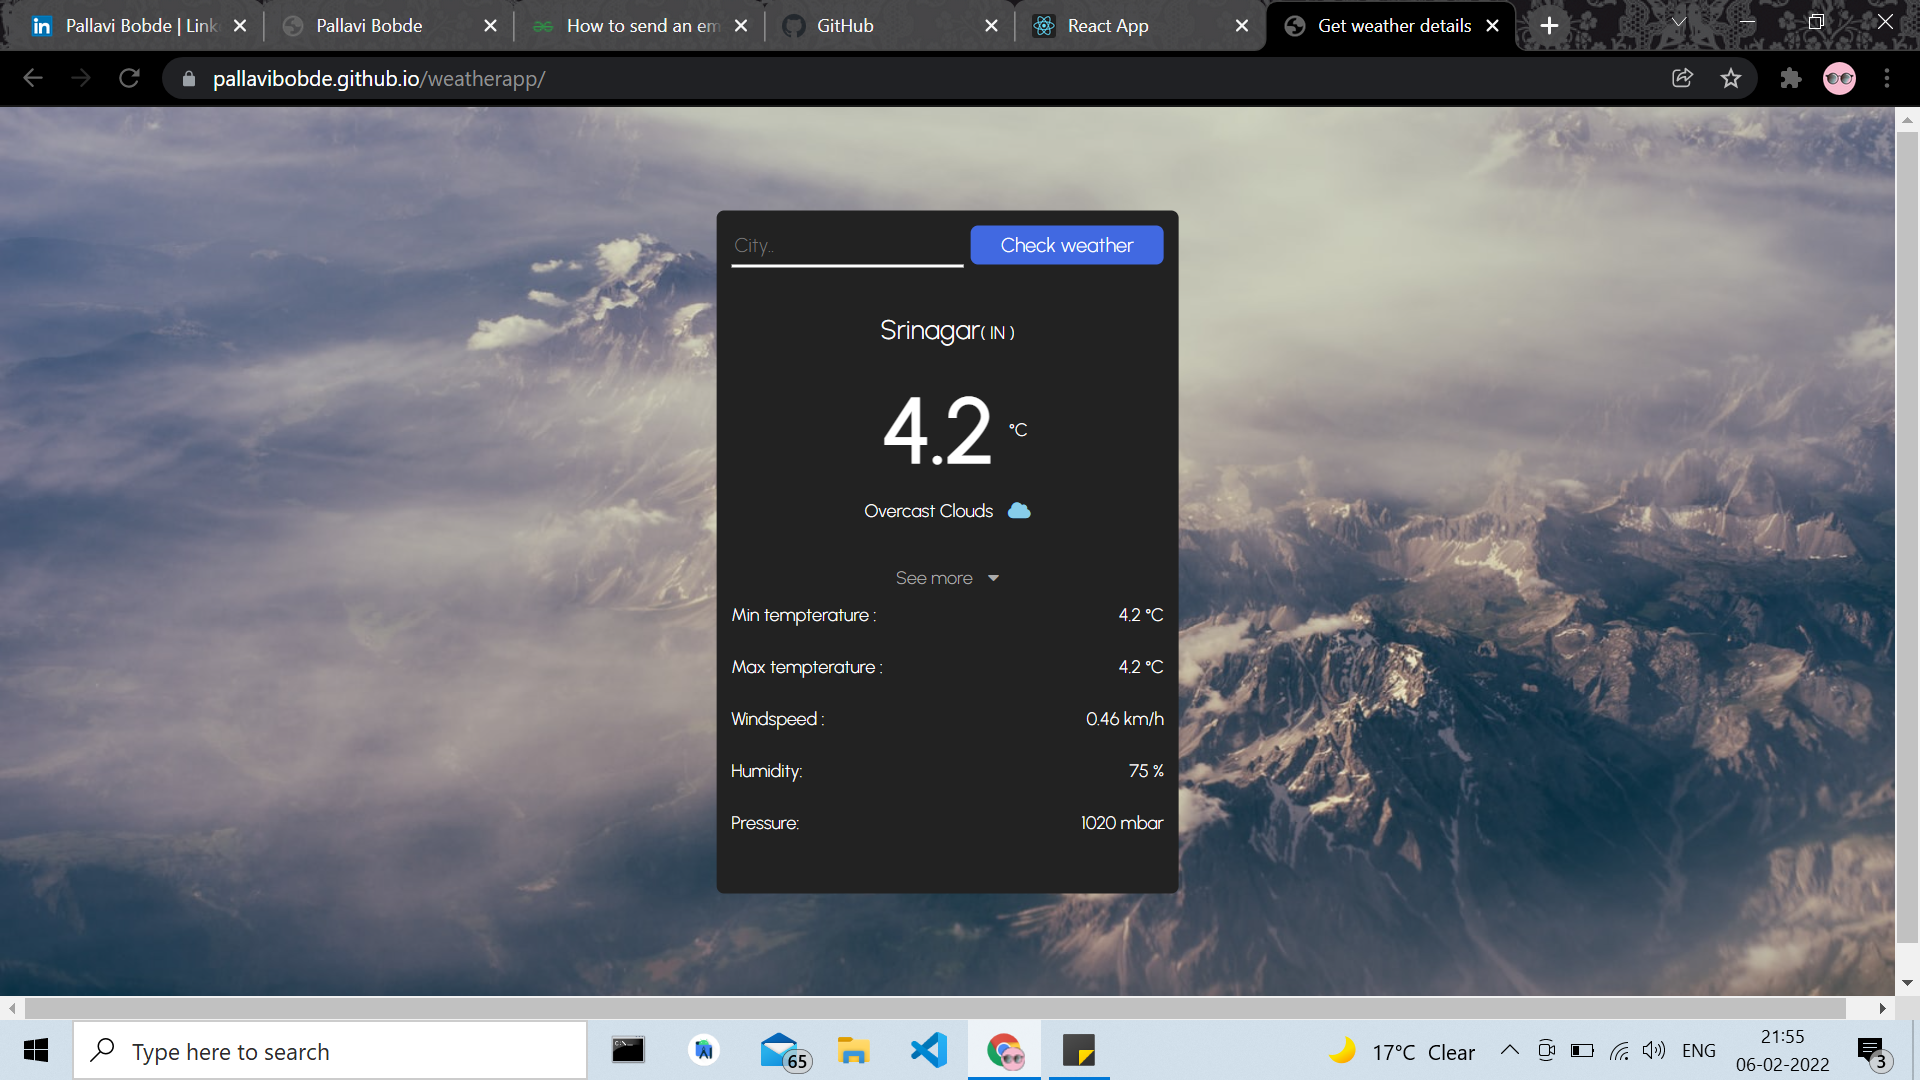 Pallavi Bobde | Link
Pallavi Bobde
How to send an em
GitHub
React App
Get weather details
pallavibobde.github.io/weatherapp/
City..
Check weather
Srinagar( IN )
4.2 °C
Overcast Clouds
See more
Min tempterature : 4.2 °C
Max tempterature : 4.2 °C
Windspeed : 0.46 km/h
Humidity: 75 %
Pressure: 1020 mbar
Type here to search
65
17°C Clear
ENG
21:55
06-02-2022
3